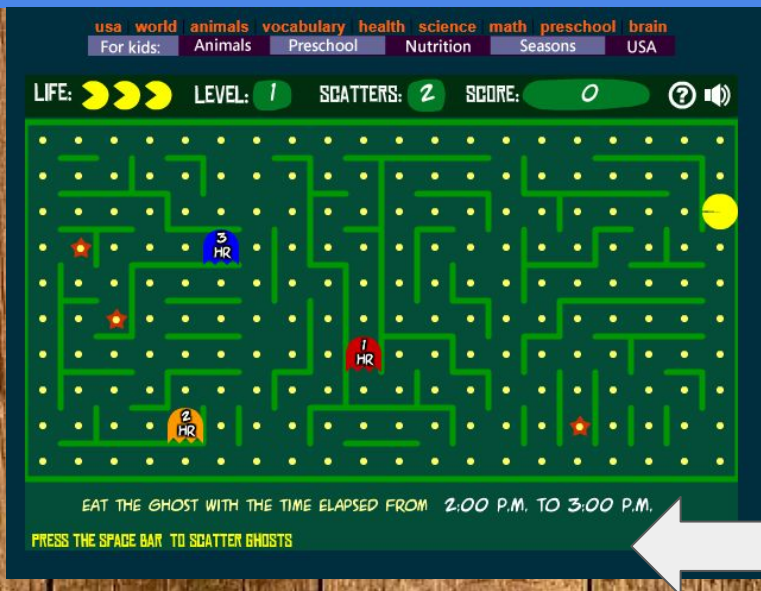 usa world animals vocabulary health science math preschool brain
For kids: Animals Preschool Nutrition Seasons USA
LIFE: LEVEL: 1 SCATTERS: 2 SCORE: 0 ?
3
HR
1
HR
2
HR
EAT THE GHOST WITH THE TIME ELAPSED FROM 2:00 P.M. TO 3:00 P.M.
PRESS THE SPACE BAR TO SCATTER GHOSTS